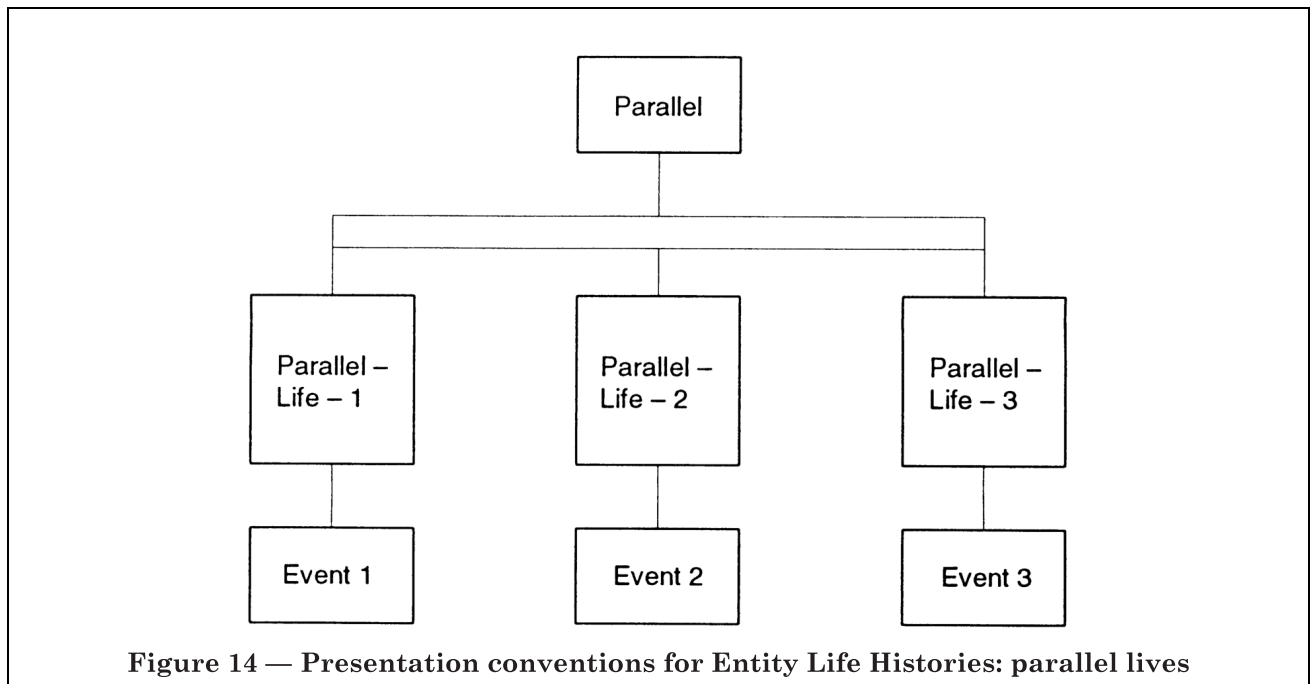 Parallel
Parallel –
Life – 1
Parallel –
Life – 2
Parallel –
Life – 3
Event 1
Event 2
Event 3
Figure 14 — Presentation conventions for Entity Life Histories: parallel lives